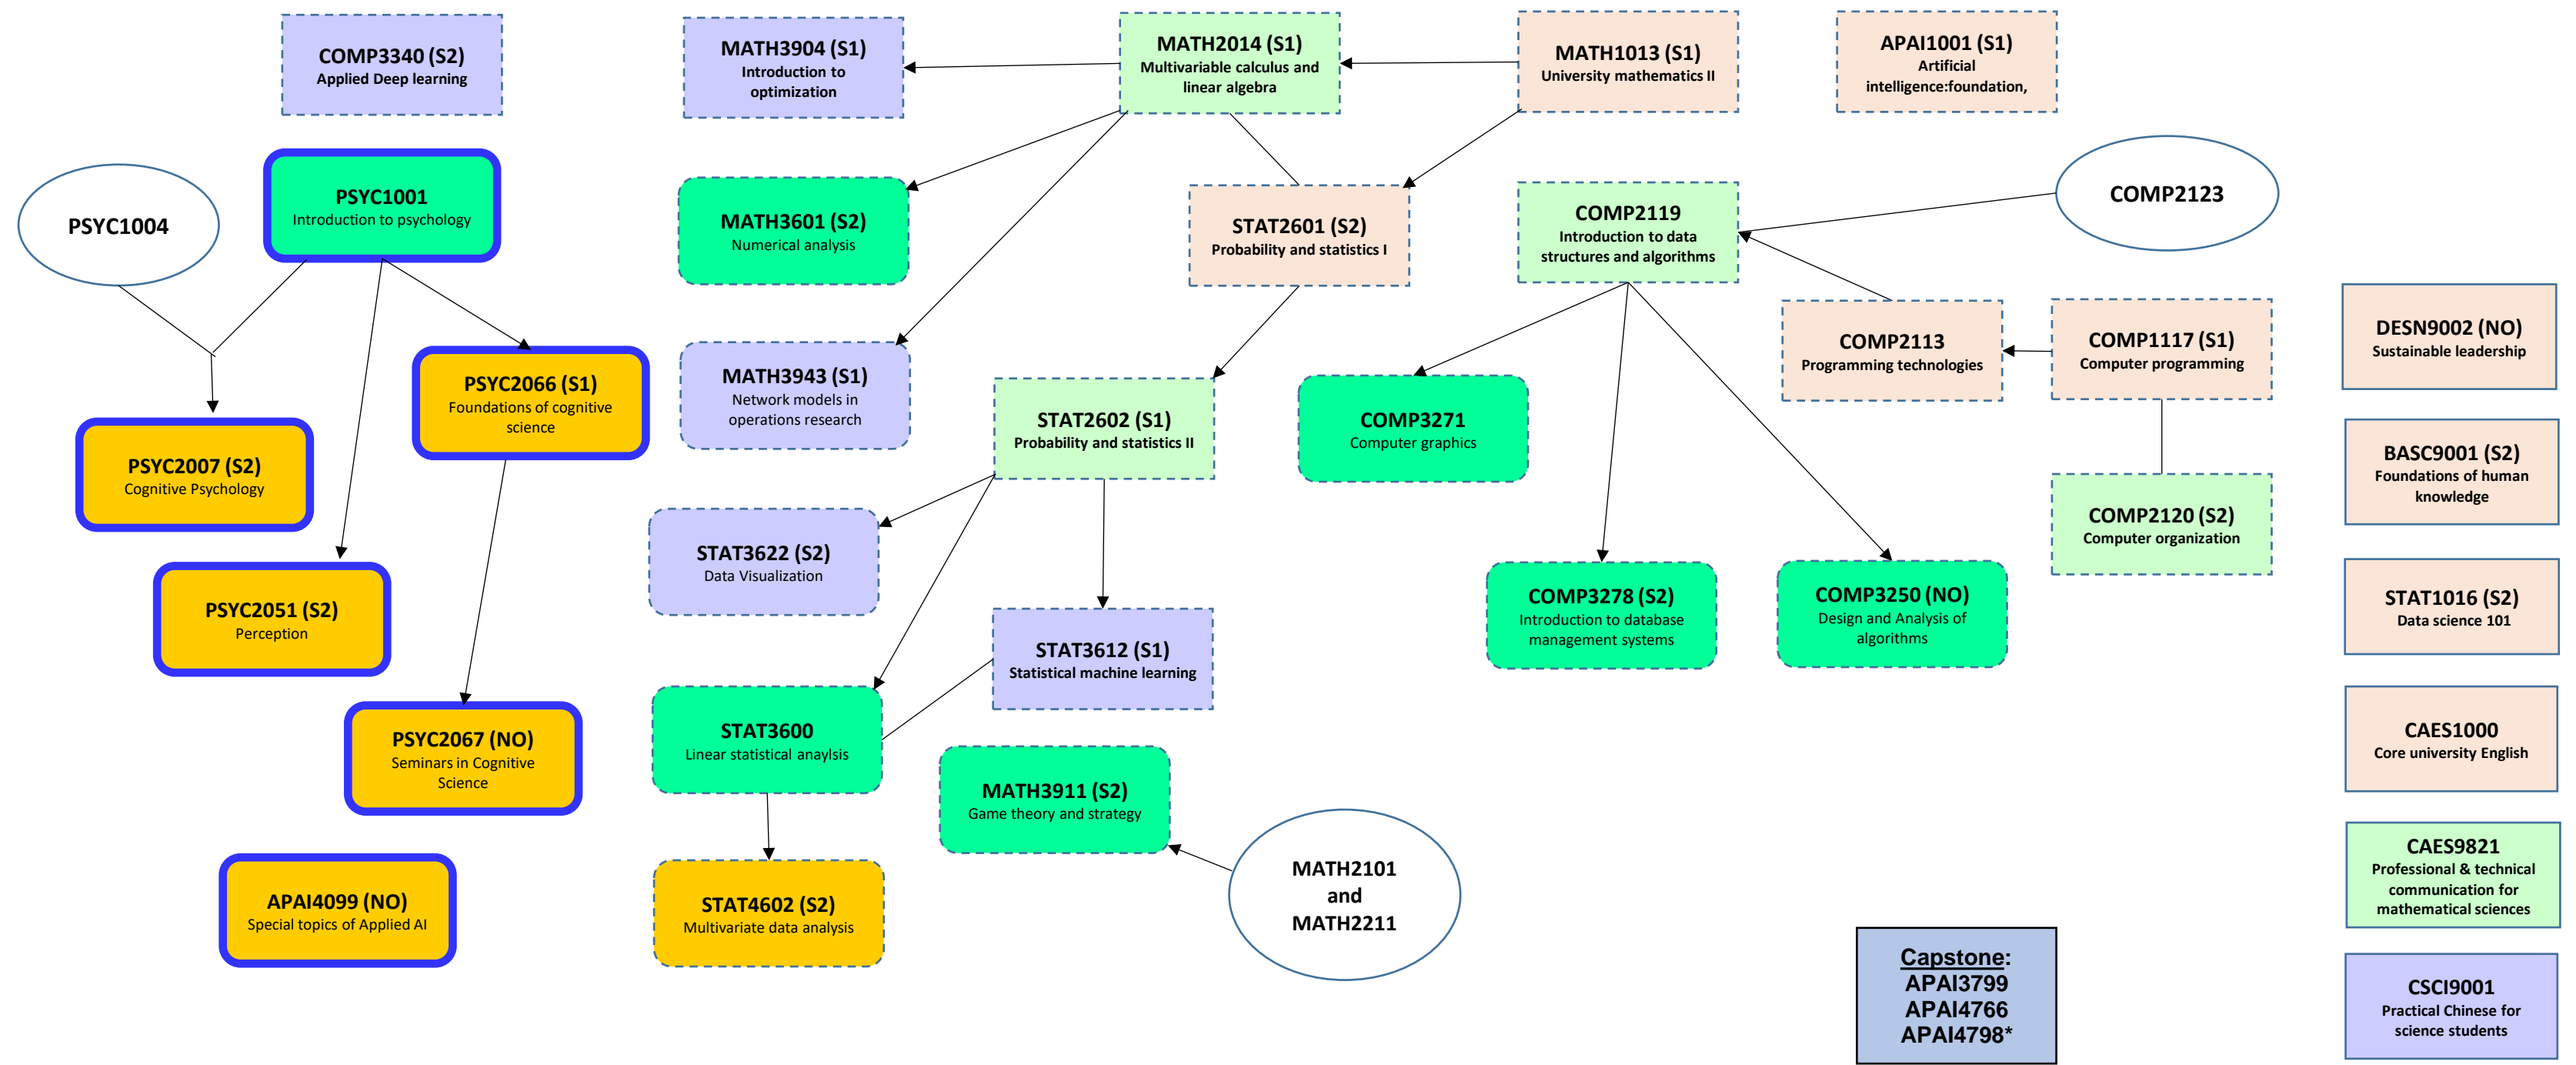 COMP3340 (S2)
Applied Deep learning
MATH3904 (S1)
Introduction to
optimization
MATH2014 (S1)
Multivariable calculus and
linear algebra
MATH1013 (S1)
University mathematics II
APAI1001 (S1)
Artificial
intelligence:foundation,
PSYC1004
PSYC1001
Introduction to psychology
MATH3601 (S2)
Numerical analysis
STAT2601 (S2)
Probability and statistics I
COMP2119
Introduction to data
structures and algorithms
COMP2123
PSYC2066 (S1)
Foundations of cognitive
science
MATH3943 (S1)
Network models in
operations research
COMP2113
Programming technologies
COMP1117 (S1)
Computer programming
DESN9002 (NO)
Sustainable leadership
PSYC2007 (S2)
Cognitive Psychology
STAT2602 (S1)
Probability and statistics II
COMP3271
Computer graphics
BASC9001 (S2)
Foundations of human
knowledge
STAT3622 (S2)
Data Visualization
COMP2120 (S2)
Computer organization
PSYC2051 (S2)
Perception
STAT3612 (S1)
Statistical machine learning
COMP3278 (S2)
Introduction to database
management systems
COMP3250 (NO)
Design and Analysis of
algorithms
STAT1016 (S2)
Data science 101
PSYC2067 (NO)
Seminars in Cognitive
Science
STAT3600
Linear statistical anaylsis
MATH3911 (S2)
Game theory and strategy
CAES1000
Core university English
APAI4099 (NO)
Special topics of Applied AI
STAT4602 (S2)
Multivariate data analysis
MATH2101
and
MATH2211
CAES9821
Professional & technical
communication for
mathematical sciences
Capstone:
APAI3799
APAI4766
APAI4798*
CSCI9001
Practical Chinese for
science students